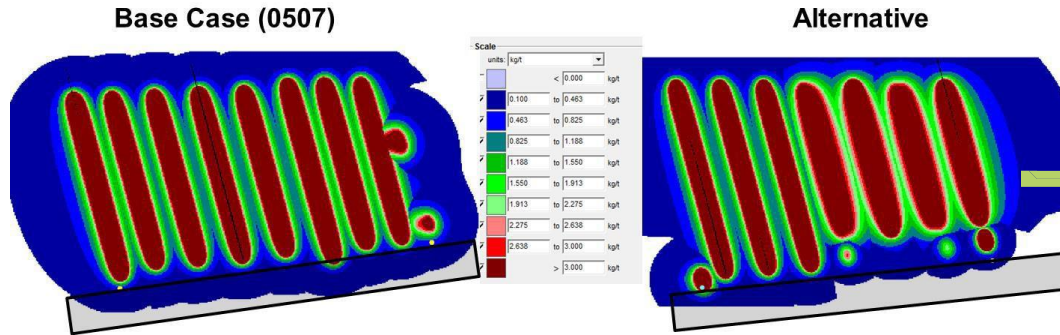 Base Case (0507)
Alternative
Scale
units: kg/t
< 0.000 kg/t
0.100 to 0.463 kg/t
0.463 to 0.825 kg/t
0.825 to 1.188 kg/t
1.188 to 1.550 kg/t
1.550 to 1.913 kg/t
1.913 to 2.275 kg/t
2.275 to 2.638 kg/t
2.638 to 3.000 kg/t
> 3.000 kg/t